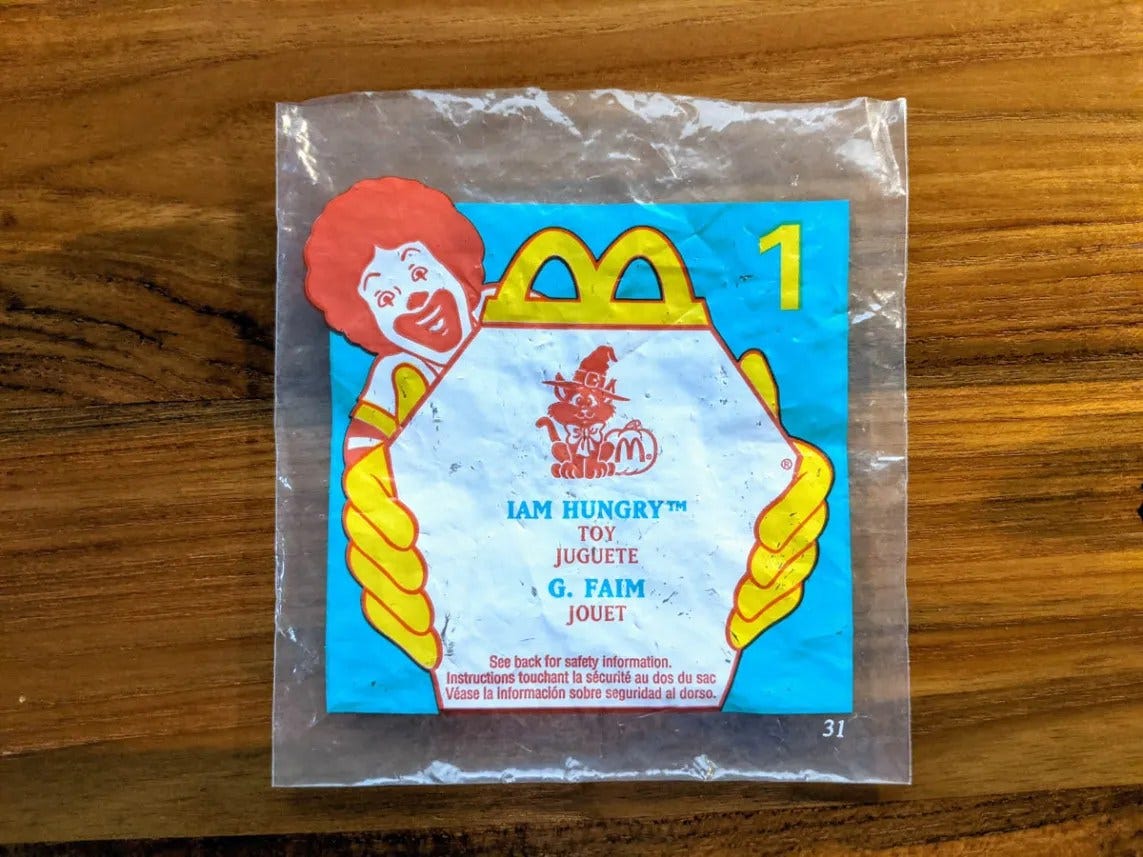 1
IAM HUNGRY™
TOY
JUGUETE
G. FAIM
JOUET
See back for safety information.
Instructions touchant la sécurité au dos du sac
Véase la información sobre seguridad al dorso.
31